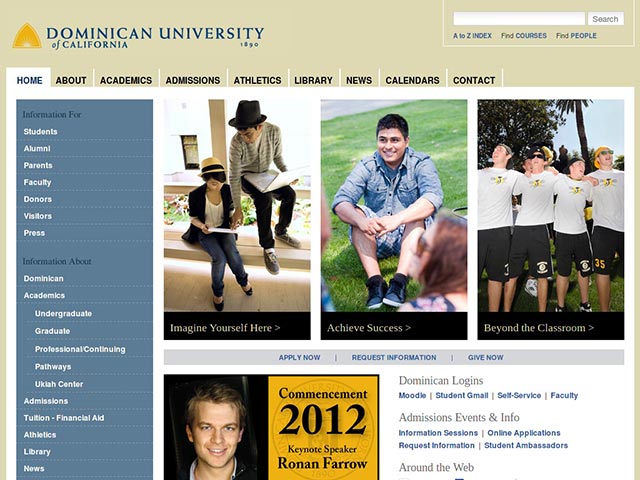 DOMINICAN UNIVERSITY
of CALIFORNIA 1890
Search
A to Z INDEX Find COURSES Find PEOPLE
HOME ABOUT ACADEMICS ADMISSIONS ATHLETICS LIBRARY NEWS CALENDARS CONTACT
Information For
Students
Alumni
Parents
Faculty
Donors
Visitors
Press
Information About
Dominican
Academics
Undergraduate
Graduate
Professional/Continuing
Pathways
Ukiah Center
Admissions
Tuition - Financial Aid
Athletics
Library
News
Imagine Yourself Here >
Achieve Success >
35
Beyond the Classroom >
APPLY NOW | REQUEST INFORMATION | GIVE NOW
Commencement
2012
Keynote Speaker
Ronan Farrow
Dominican Logins
Moodle | Student Gmail | Self-Service | Faculty
Admissions Events & Info
Information Sessions | Online Applications
Request Information | Student Ambassadors
Around the Web